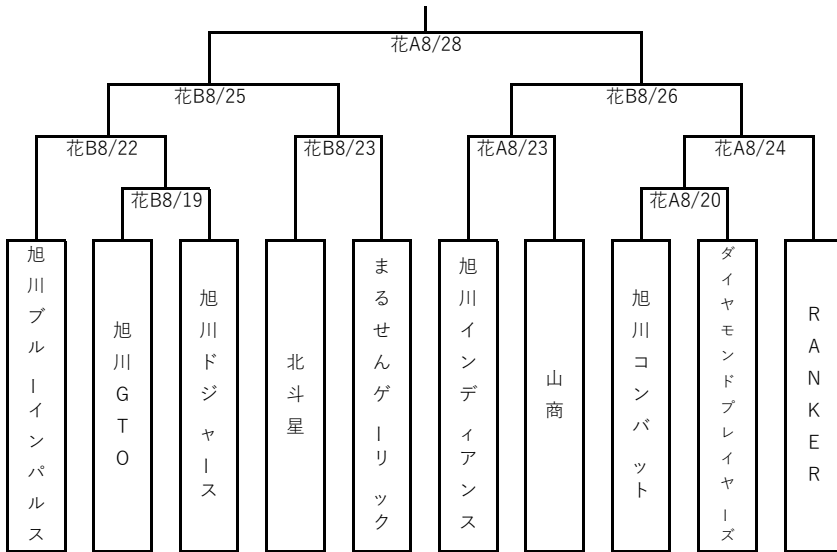 花A8/28
花B8/25
花B8/26
花B8/22
花B8/23
花A8/23
花A8/24
花B8/19
花A8/20
旭川ブルーインパルス
旭川GTO
旭川ドジャース
北斗星
まるせんゲーリック
旭川インディアンス
山商
旭川コンバット
ダイヤモンドプレイヤーズ
RANKER